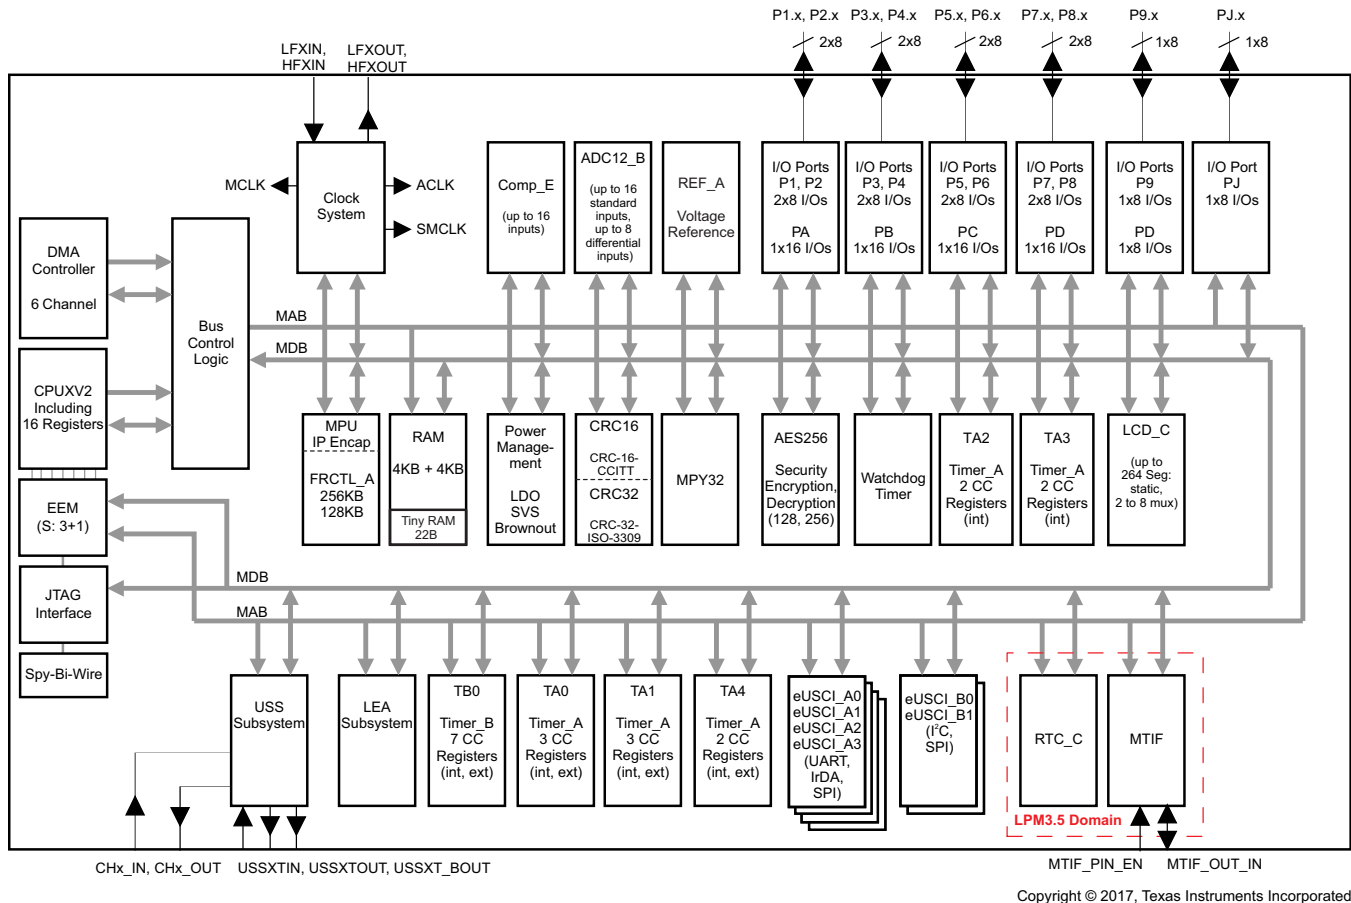 P1.x, P2.x
2x8
P3.x, P4.x
2x8
P5.x, P6.x
2x8
P7.x, P8.x
2x8
P9.x
1x8
PJ.x
1x8
LFXIN,
HFXIN
LFXOUT,
HFXOUT
MCLK
Clock
System
ACLK
SMCLK
Comp_E
(up to 16
inputs)
ADC12_B
(up to 16
standard
inputs,
up to 8
differential
inputs)
REF_A
Voltage
Reference
I/O Ports
P1, P2
2x8 I/Os
PA
1x16 I/Os
I/O Ports
P3, P4
2x8 I/Os
PB
1x16 I/Os
I/O Ports
P5, P6
2x8 I/Os
PC
1x16 I/Os
I/O Ports
P7, P8
2x8 I/Os
PD
1x16 I/Os
I/O Ports
P9
1x8 I/Os
PD
1x8 I/Os
I/O Port
PJ
1x8 I/Os
DMA
Controller
6 Channel
Bus
Control
Logic
MAB
MDB
CPUXV2
Including
16 Registers
MPU
IP Encap
FRCTL_A
256KB
128KB
RAM
4KB + 4KB
Tiny RAM
22B
Power
Manage-
ment
LDO
SVS
Brownout
CRC16
CRC-16-
CCITT
CRC32
CRC-32-
ISO-3309
MPY32
AES256
Security
Encryption,
Decryption
(128, 256)
Watchdog
Timer
TA2
Timer_A
2 CC
Registers
(int)
TA3
Timer_A
2 CC
Registers
(int)
LCD_C
(up to
264 Seg:
static,
2 to 8 mux)
EEM
(S: 3+1)
JTAG
Interface
Spy-Bi-Wire
MDB
MAB
USS
Subsystem
LEA
Subsystem
TB0
Timer_B
7 CC
Registers
(int, ext)
TA0
Timer_A
3 CC
Registers
(int, ext)
TA1
Timer_A
3 CC
Registers
(int, ext)
TA4
Timer_A
2 CC
Registers
(int, ext)
eUSCI_A0
eUSCI_A1
eUSCI_A2
eUSCI_A3
(UART,
IrDA,
SPI)
eUSCI_B0
eUSCI_B1
(I²C,
SPI)
RTC_C
MTIF
LPM3.5 Domain
CHx_IN, CHx_OUT
USSXTIN, USSXTOUT, USSXT_BOUT
MTIF_PIN_EN
MTIF_OUT_IN
Copyright © 2017, Texas Instruments Incorporated